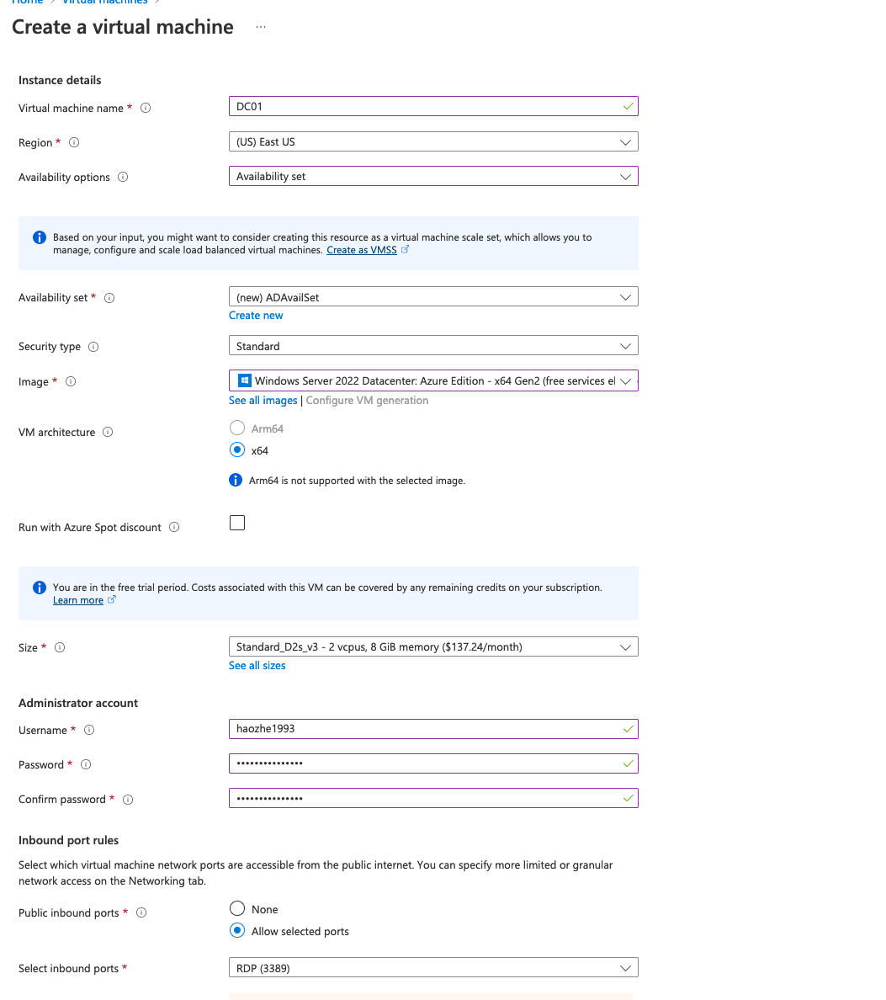 Home > Virtual machines >
Create a virtual machine ...
Instance details
Virtual machine name *
DC01
Region *
(US) East US
Availability options
Availability set
Based on your input, you might want to consider creating this resource as a virtual machine scale set, which allows you to
manage, configure and scale load balanced virtual machines. Create as VMSS
Availability set *
(new) ADAvailSet
Create new
Security type
Standard
Image *
Windows Server 2022 Datacenter: Azure Edition - x64 Gen2 (free services el
See all images | Configure VM generation
VM architecture
Arm64
x64
Arm64 is not supported with the selected image.
Run with Azure Spot discount
You are in the free trial period. Costs associated with this VM can be covered by any remaining credits on your subscription.
Learn more
Size *
Standard_D2s_v3 - 2 vcpus, 8 GiB memory ($137.24/month)
See all sizes
Administrator account
Username *
haozhe1993
Password *
•••••••••••••••
Confirm password *
•••••••••••••••
Inbound port rules
Select which virtual machine network ports are accessible from the public internet. You can specify more limited or granular
network access on the Networking tab.
Public inbound ports *
None
Allow selected ports
Select inbound ports *
RDP (3389)